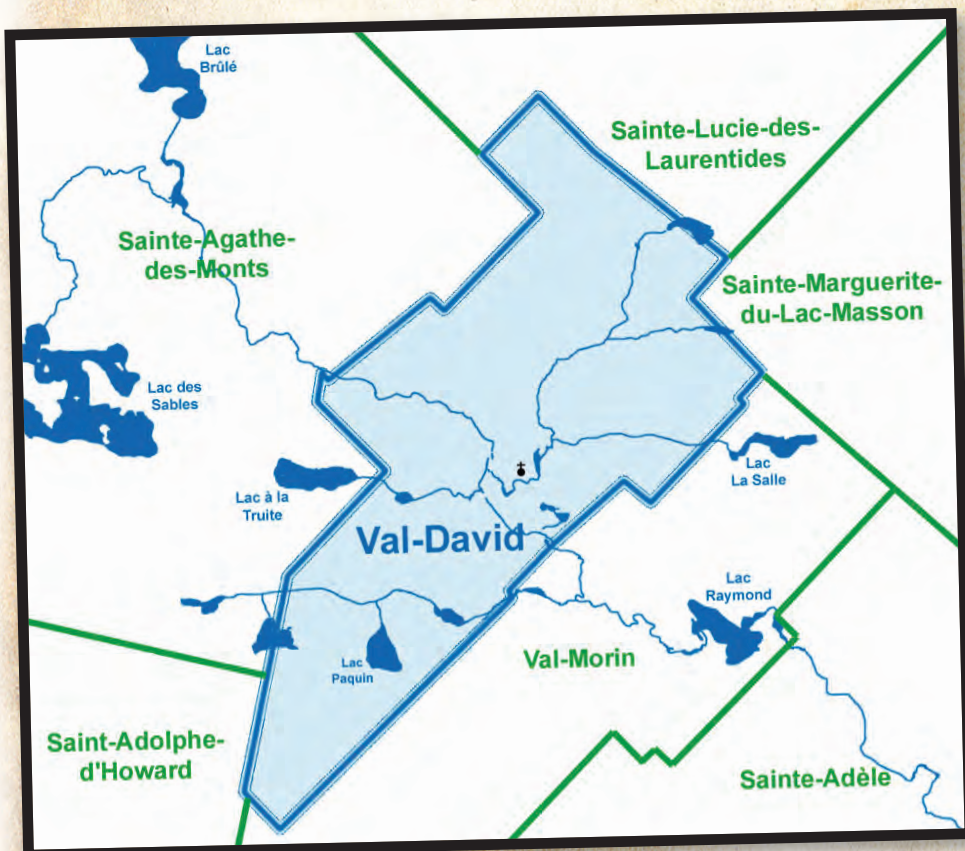 Lac
Brûlé
Sainte-Lucie-des-
Laurentides
Sainte-Agathe-
des-Monts
Sainte-Marguerite-
du-Lac-Masson
Lac des
Sables
Lac
La Salle
Lac à la
Truite
Val-David
Lac
Raymond
Lac
Paquin
Val-Morin
Saint-Adolphe-
d'Howard
Sainte-Adèle